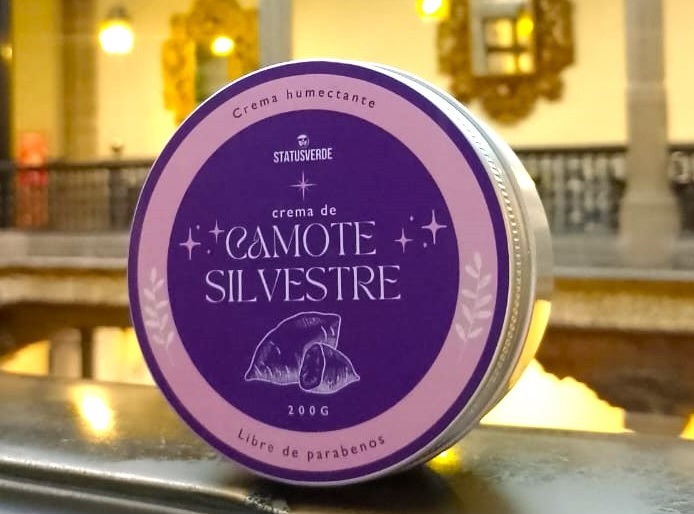 Crema humectante
STATUSVERDE
crema de
CAMOTE
SILVESTRE
200G
Libre de parabenos